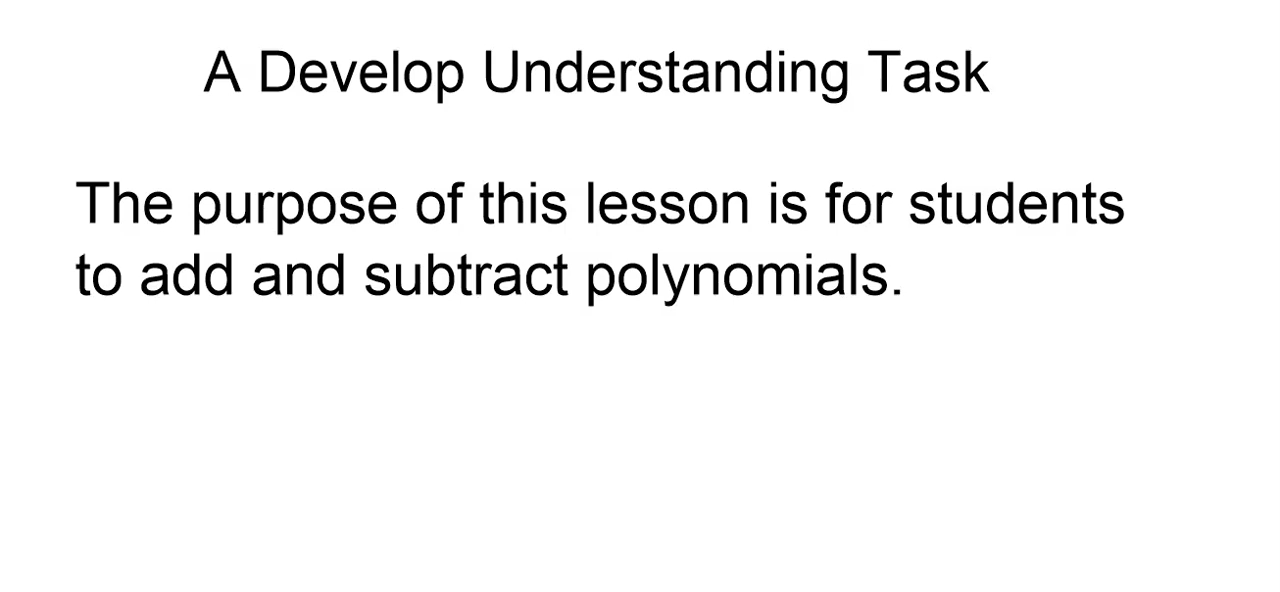 A Develop Understanding Task
The purpose of this lesson is for students
to add and subtract polynomials.